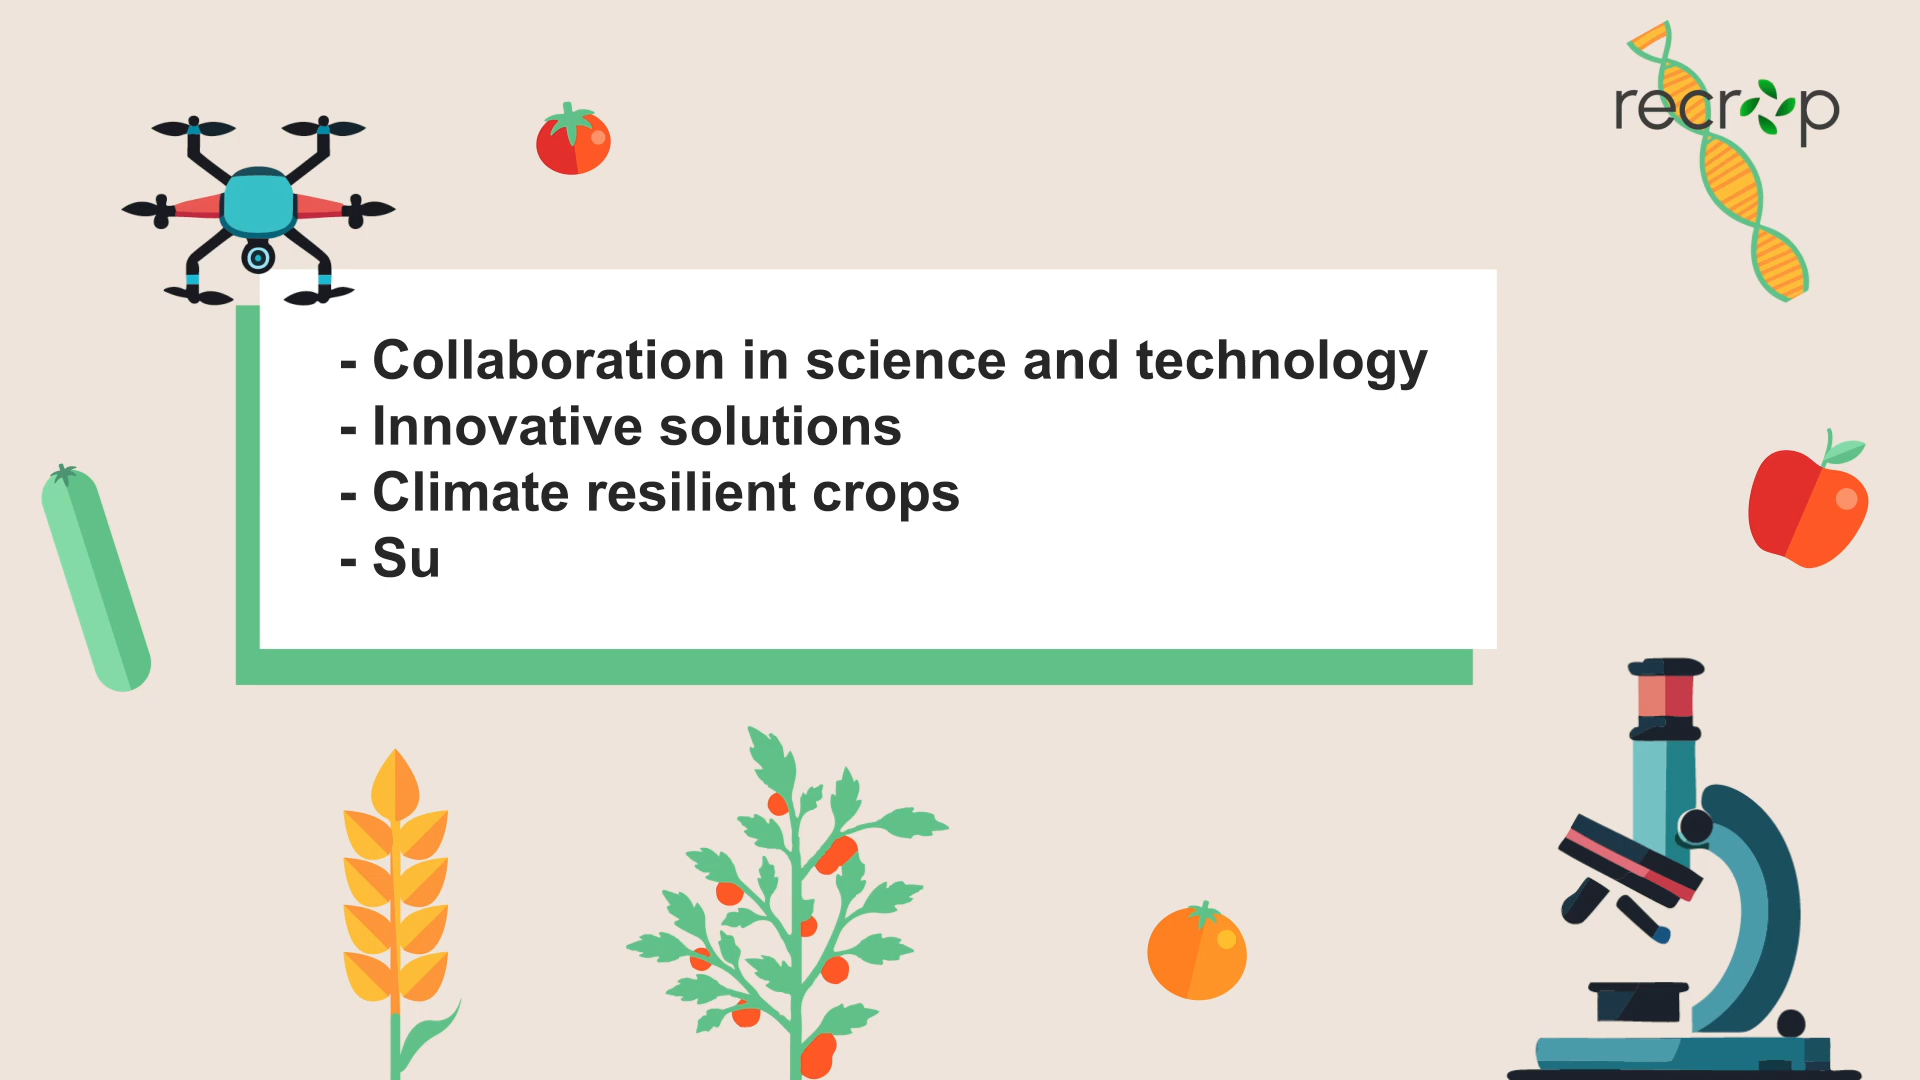 recrop
- Collaboration in science and technology
- Innovative solutions
- Climate resilient crops
- Su